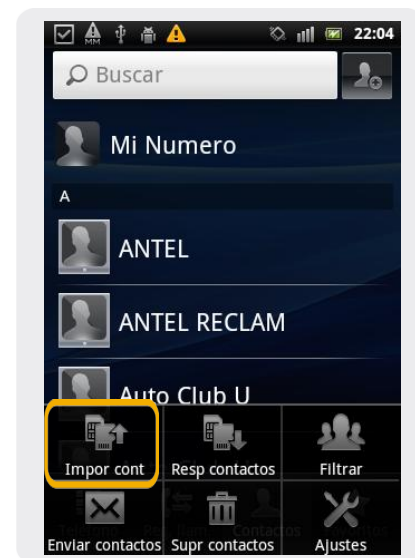 MM 22:04
Buscar
Mi Numero
A
ANTEL
ANTEL RECLAM
Auto Club U
Impor cont Resp contactos Filtrar
Enviar contactos Supr contactos Ajustes